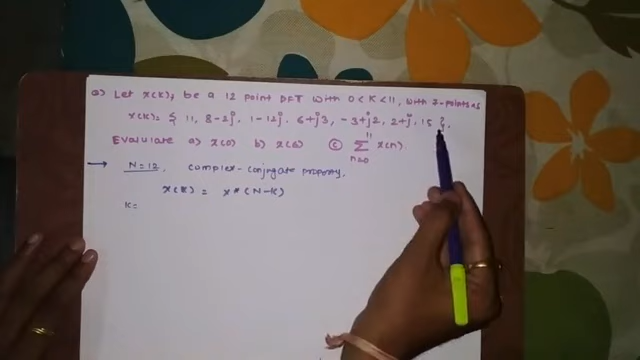 Q) Let X(K), be a 12 point DFT with 0<K<11, with 7-points as
X(K)= { 11, 8-2j, 1-12j, 6+j3, -3+j2, 2+j, 15 }.
Evaluate a) x(0) b) x(6) (c) 11 Σ n=0 x(n)
→ N=12 complex-conjugate property,
x(K) = x*(N-K)
K=